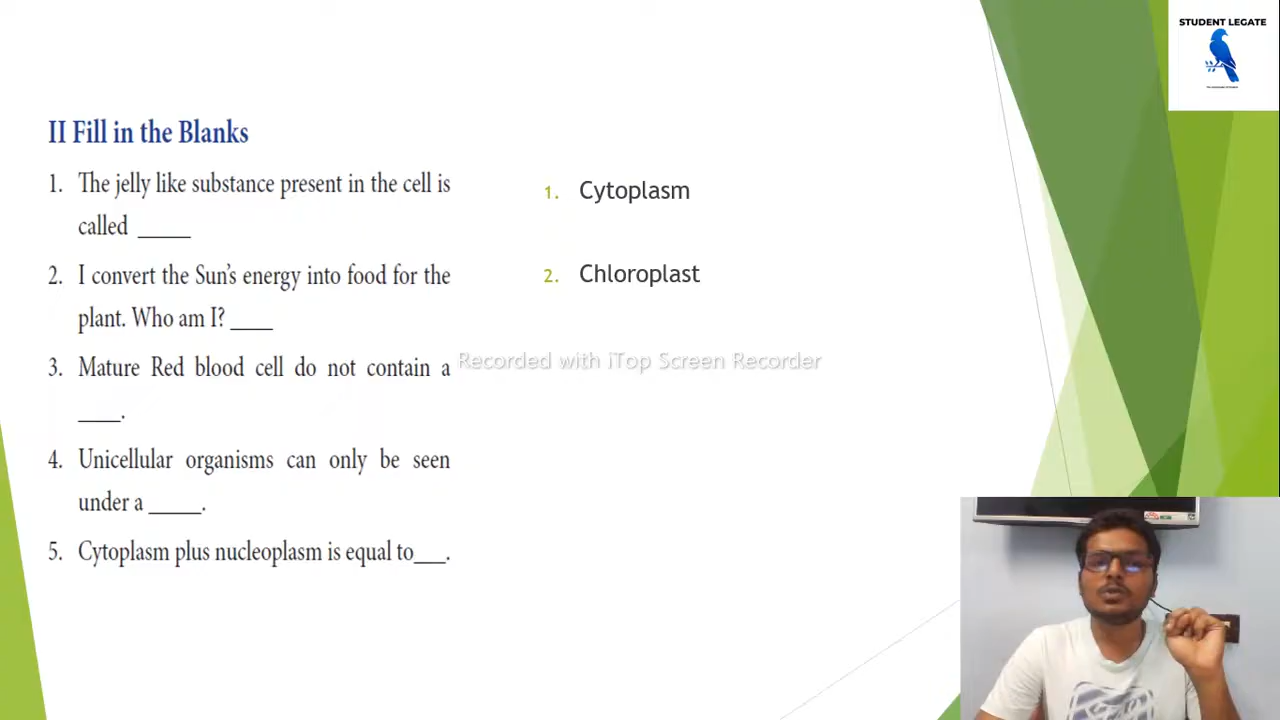 STUDENT LEGATE
II Fill in the Blanks
1. The jelly like substance present in the cell is
called _____
2. I convert the Sun's energy into food for the
plant. Who am I? ____
3. Mature Red blood cell do not contain a
____.
4. Unicellular organisms can only be seen
under a _____.
5. Cytoplasm plus nucleoplasm is equal to___.
1. Cytoplasm
2. Chloroplast
Recorded with iTop Screen Recorder